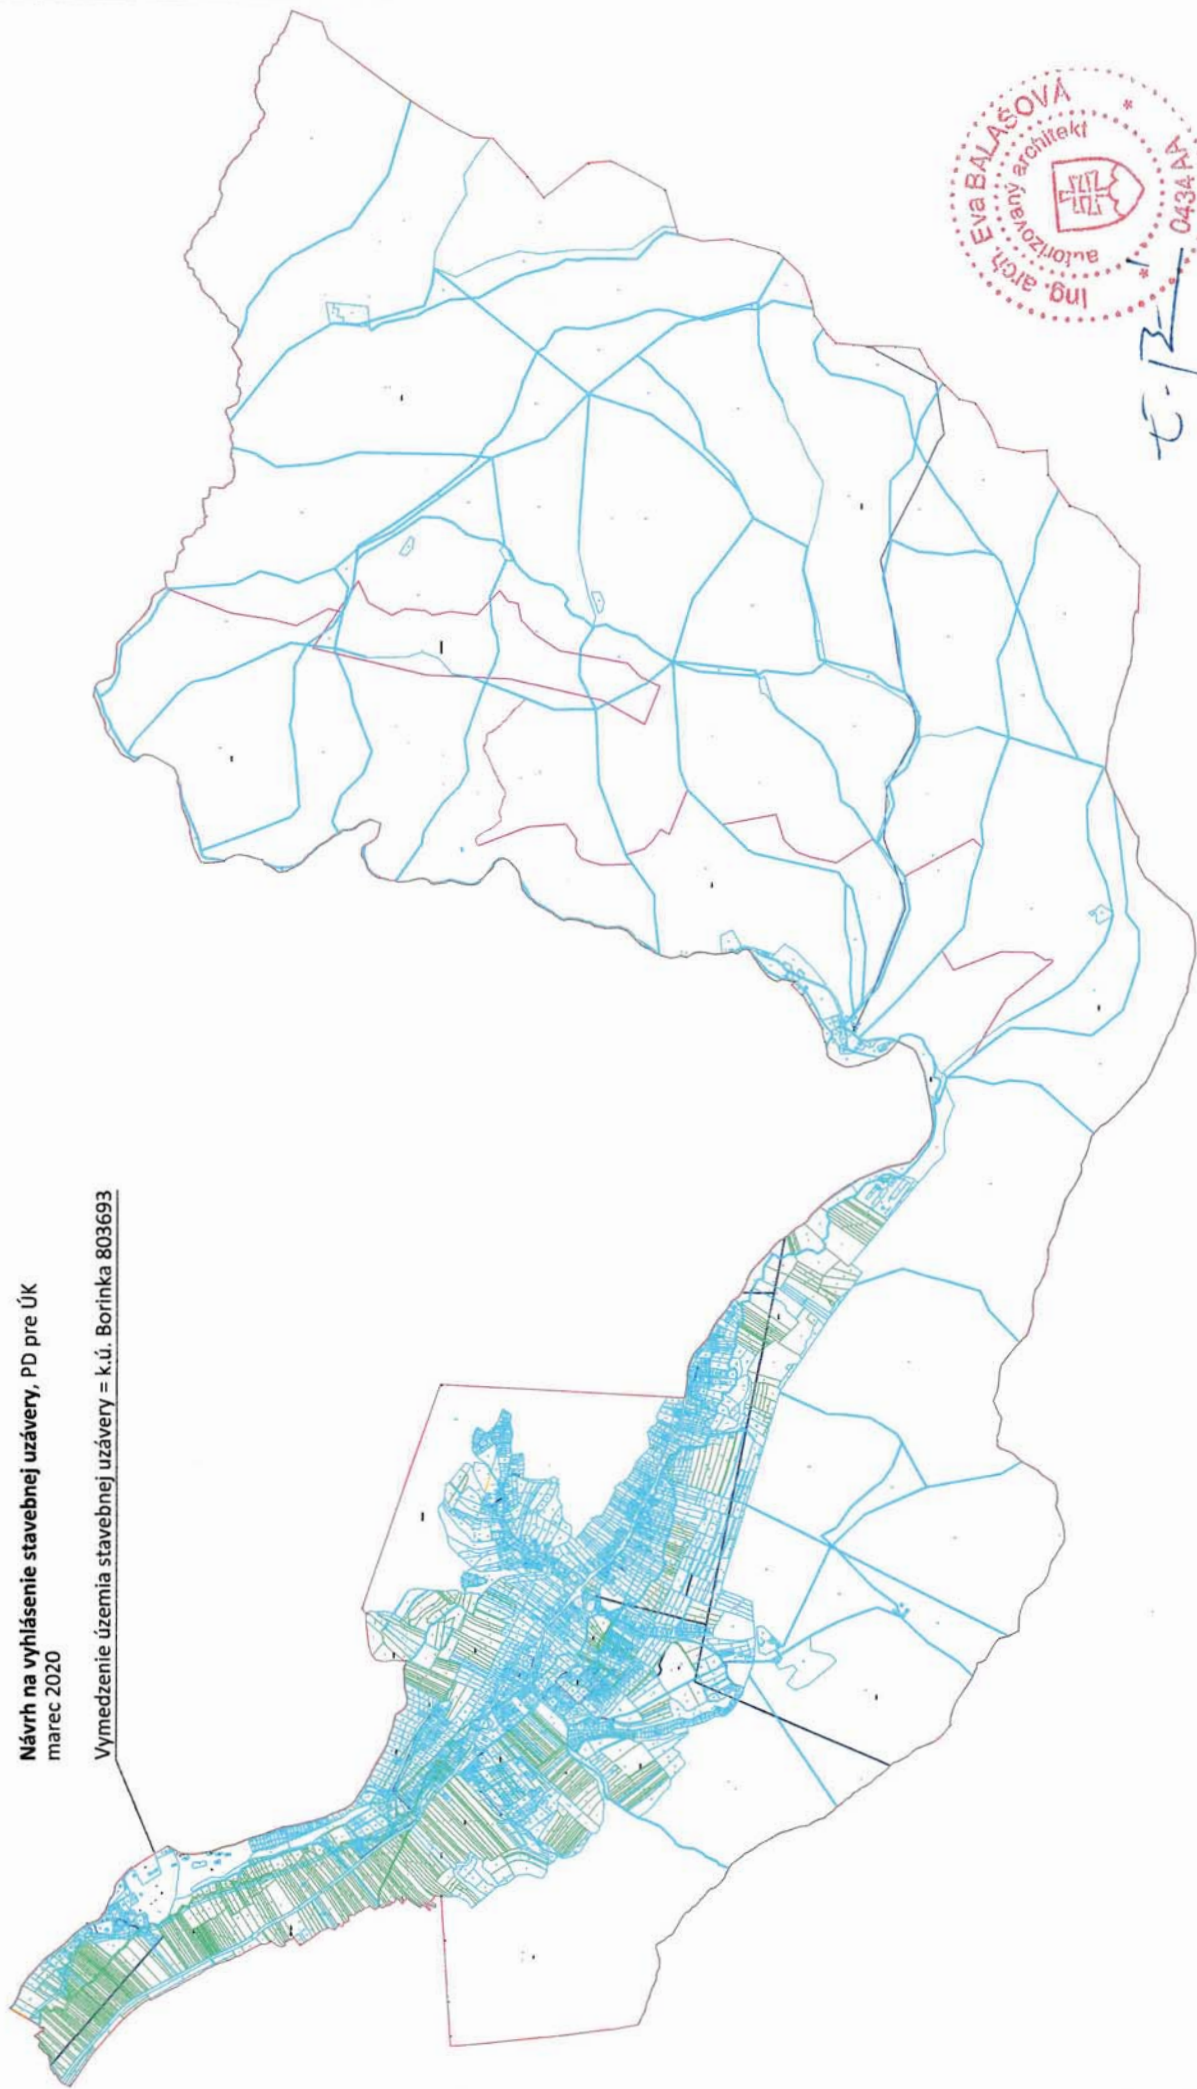 Návrh na vyhlásenie stavebnej uzávery, PD pre ÚK
marec 2020
Vymedzenie územia stavebnej uzávery = k.ú. Borinka 803693
Ing. arch. Eva BALAŠOVÁ
autorizovaný architekt
* 0434 AA *